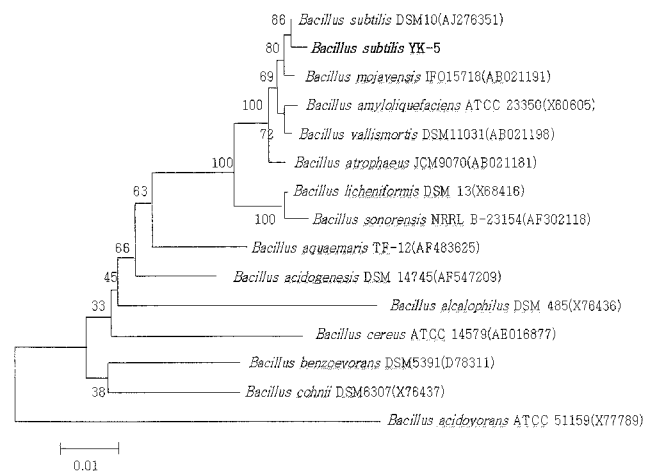 86
Bacillus subtilis DSM10(AJ276351)
Bacillus subtilis YK-5
80
Bacillus mojavensis IFO15718(AB021191)
69
Bacillus amyloliquefaciens ATCC 23350(X60605)
100
Bacillus vallismortis DSM11031(AB021198)
72
Bacillus atrophaeus JCM9070(AB021181)
100
Bacillus licheniformis DSM 13(X68416)
63
Bacillus sonorensis NRRL B-23154(AF302118)
100
Bacillus aquaemaris TF-12(AF483625)
66
Bacillus acidogenesis DSM 14745(AF547209)
45
Bacillus alcalophilus DSM 485(X76436)
33
Bacillus cereus ATCC 14579(AE016877)
Bacillus benzoevorans DSM5391(D78311)
38
Bacillus cohnii DSM6307(X76437)
Bacillus acidovorans ATCC 51159(X77789)
0.01